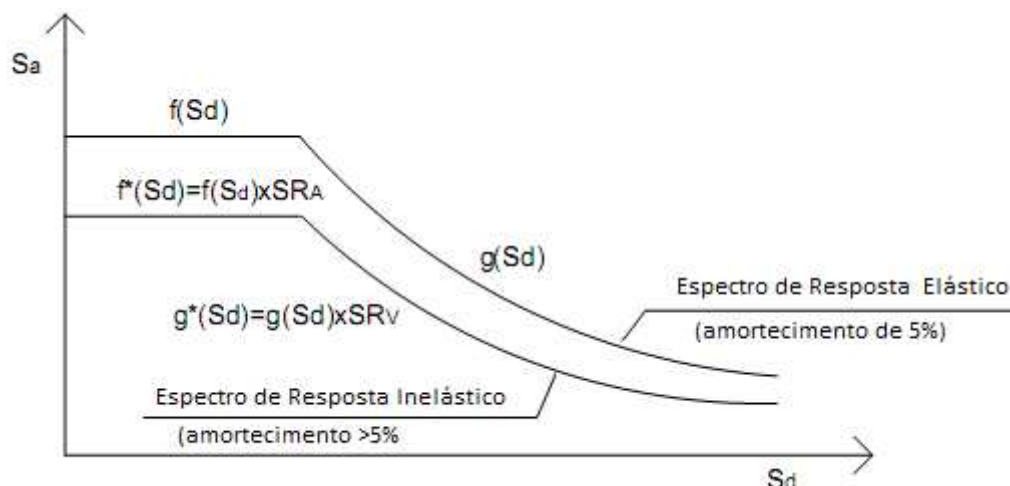 Sa
f(Sd)
f*(Sd)=f(Sd)xSRA
g(Sd)
g*(Sd)=g(Sd)xSRV
Espectro de Resposta Elástico
(amortecimento de 5%)
Espectro de Resposta Inelástico
(amortecimento >5%
Sd